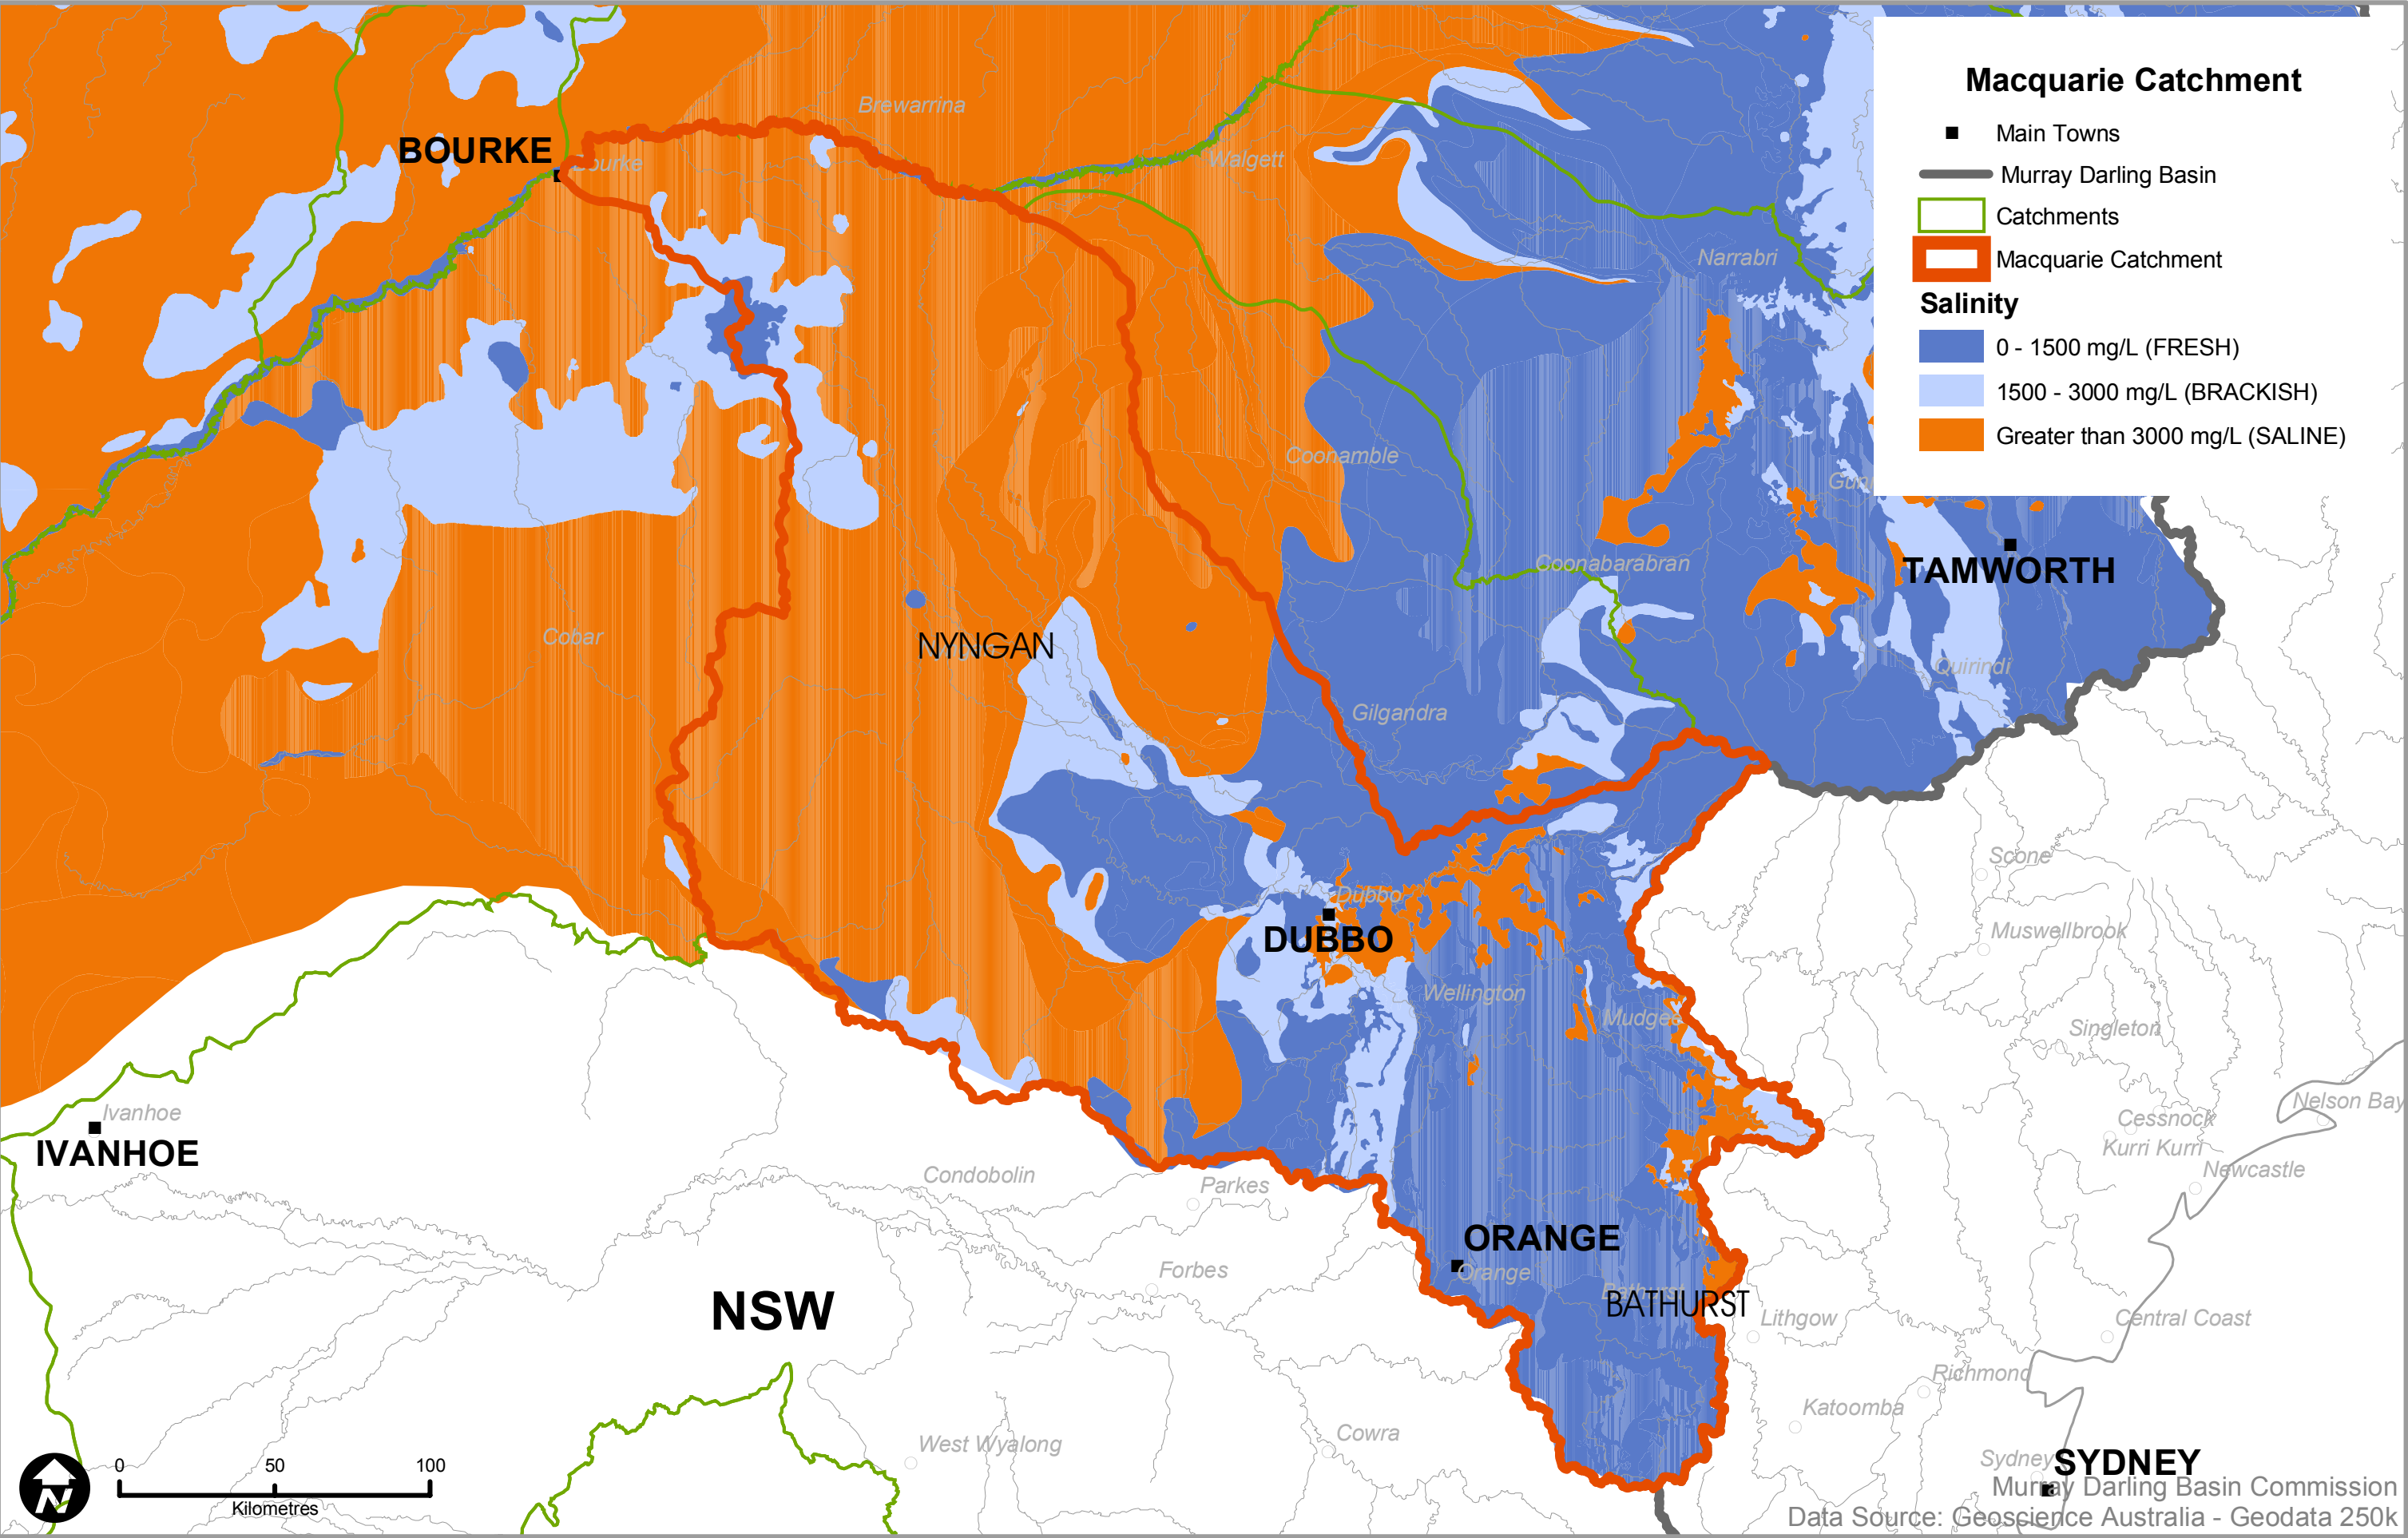 Macquarie Catchment
Main Towns
Murray Darling Basin
Catchments
Macquarie Catchment
Salinity
0 - 1500 mg/L (FRESH)
1500 - 3000 mg/L (BRACKISH)
Greater than 3000 mg/L (SALINE)
Brewarrina
BOURKE
Bourke
Walgett
Narrabri
Coonamble
Gun
Coonabarabran
TAMWORTH
Cobar
NYNGAN
Quirindi
Gilgandra
Scone
Dubbo
DUBBO
Muswellbrook
Wellington
Mudgee
Singleton
Ivanhoe
IVANHOE
Nelson Bay
Cessnock
Kurri Kurri
Newcastle
Condobolin
Parkes
ORANGE
Orange
Forbes
Bathurst
BATHURST
NSW
Lithgow
Central Coast
Richmond
Katoomba
Cowra
West Wyalong
Sydney
SYDNEY
0 50 100
Kilometres
N
Murray Darling Basin Commission
Data Source: Geoscience Australia - Geodata 250k